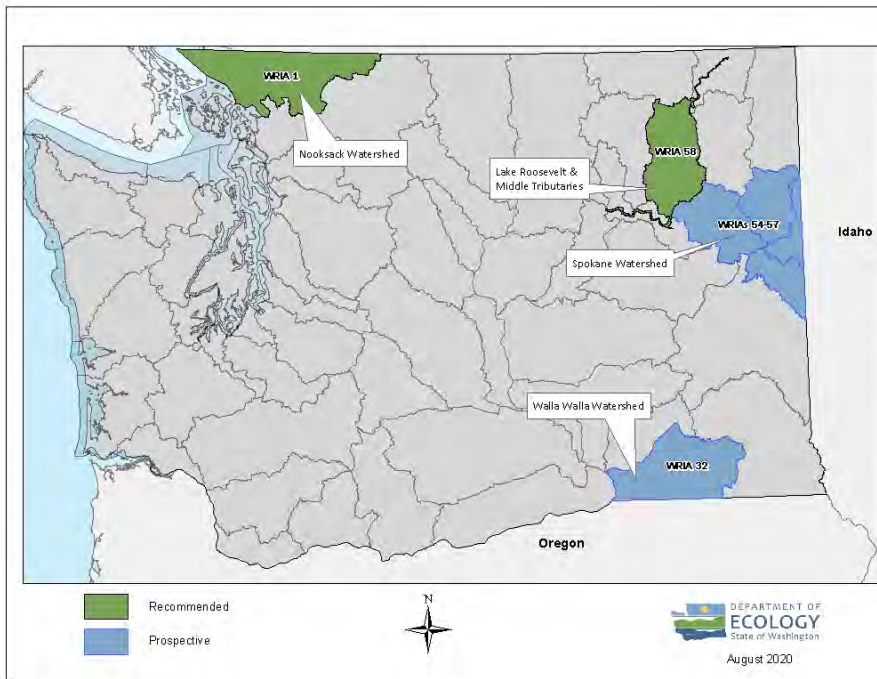 WRIA 1
Nooksack Watershed
WRIA 58
Lake Roosevelt &
Middle Tributaries
WRIAs 54-57
Idaho
Spokane Watershed
Walla Walla Watershed
WRIA 32
Oregon
Recommended
Prospective
N
DEPARTMENT OF
ECOLOGY
State of Washington
August 2020